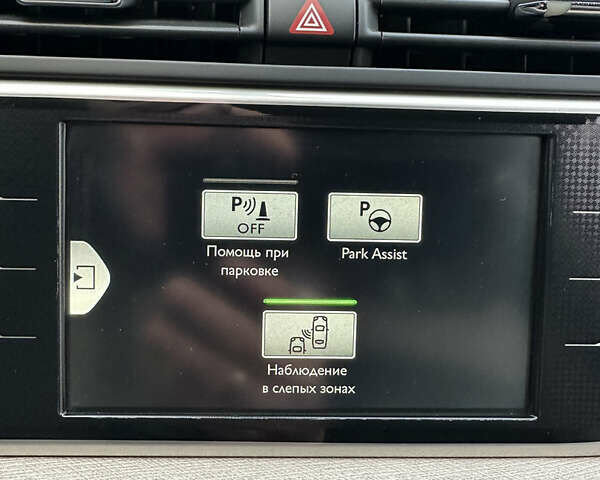 P
OFF
Помощь при
парковке
P
Park Assist
Наблюдение
в слепых зонах